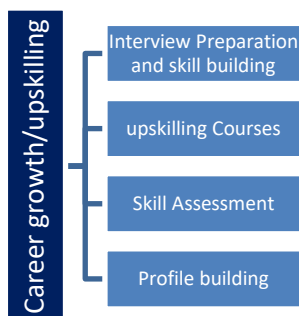 Career growth/upskilling
Interview Preparation
and skill building
upskilling Courses
Skill Assessment
Profile building